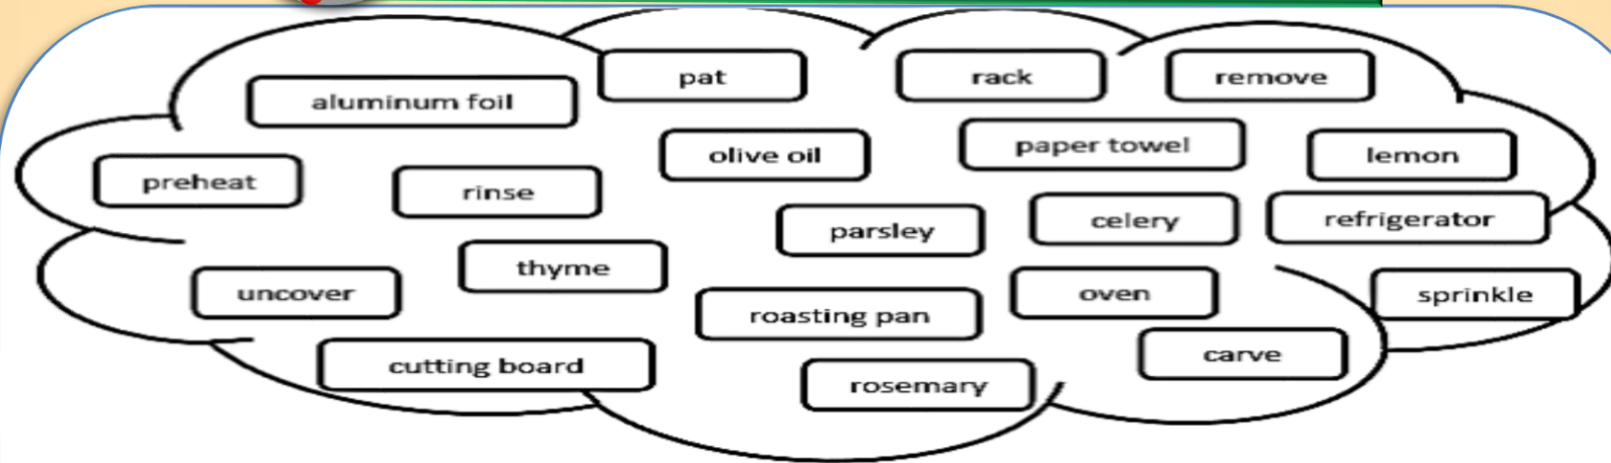 pat
rack
remove
aluminum foil
olive oil
paper towel
lemon
preheat
rinse
parsley
celery
refrigerator
thyme
uncover
roasting pan
oven
sprinkle
cutting board
rosemary
carve